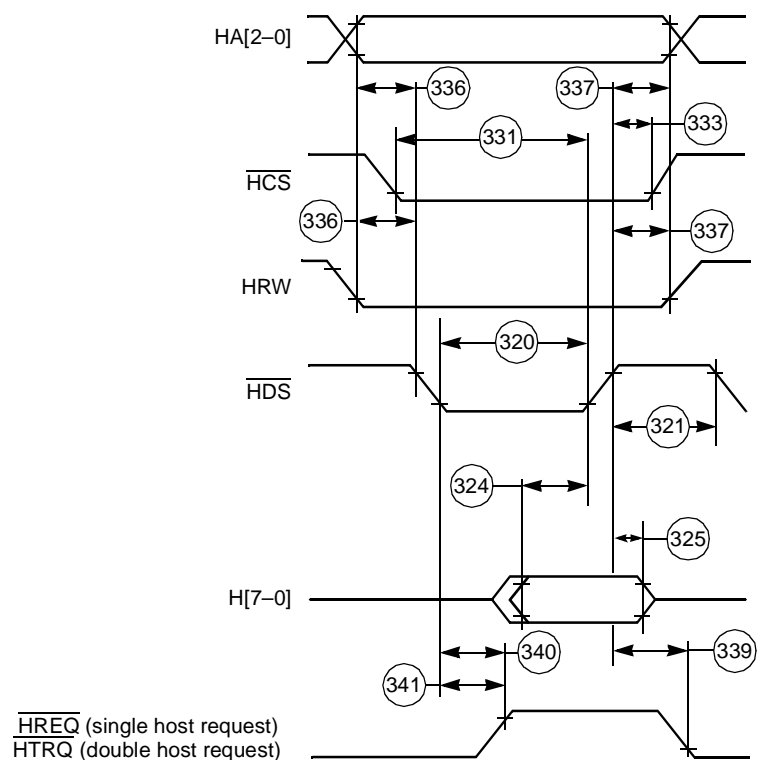 HA[2–0]
336
337
333
331
HCS
336
337
HRW
320
HDS
321
324
325
H[7–0]
340
339
341
HREQ (single host request)
HTRQ (double host request)